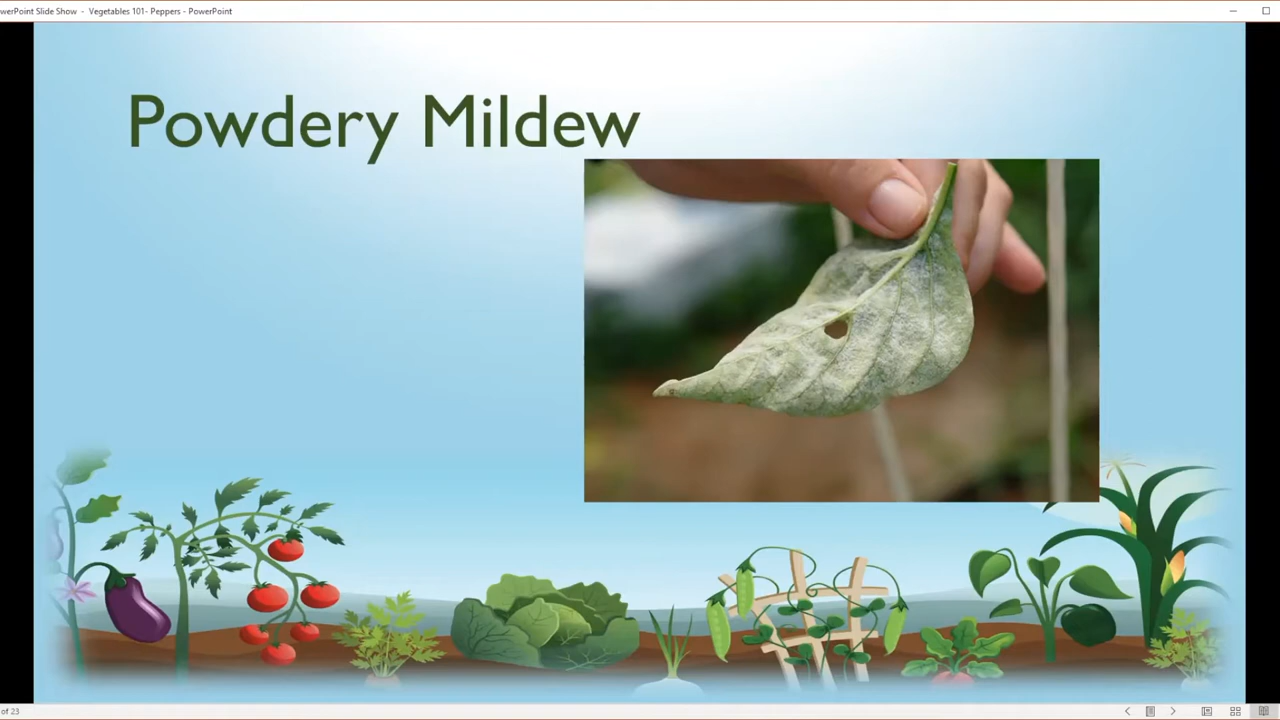 werPoint Slide Show - Vegetables 101- Peppers - PowerPoint
Powdery Mildew
of 23